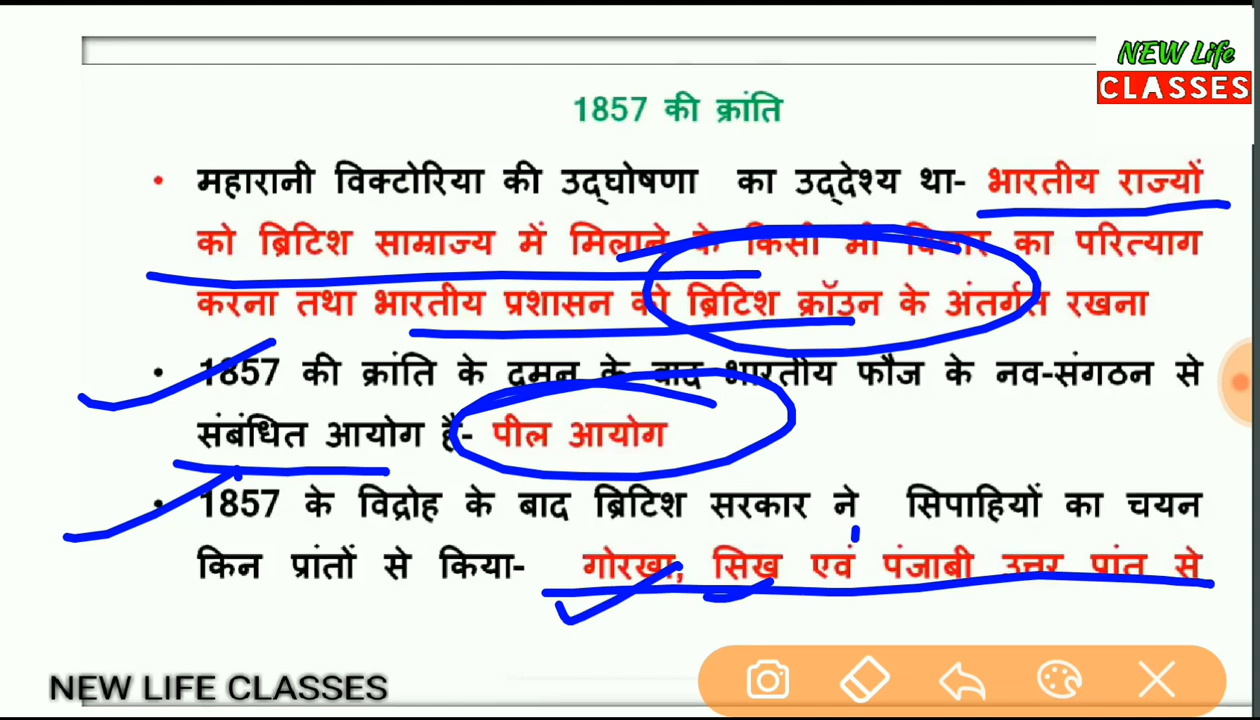 NEW Life
CLASSES
1857 की क्रांति
• महारानी विक्टोरिया की उद्घोषणा का उद्देश्य था- भारतीय राज्यों
को ब्रिटिश साम्राज्य में मिलाने के किसी भी विचार का परित्याग
करना तथा भारतीय प्रशासन को ब्रिटिश क्रॉउन के अंतर्गत रखना
• 1857 की क्रांति के दमन के बाद भारतीय फौज के नव-संगठन से
संबंधित आयोग है- पील आयोग
• 1857 के विद्रोह के बाद ब्रिटिश सरकार ने सिपाहियों का चयन
किन प्रांतों से किया- गोरखा, सिख एवं पंजाबी उत्तर प्रांत से
NEW LIFE CLASSES